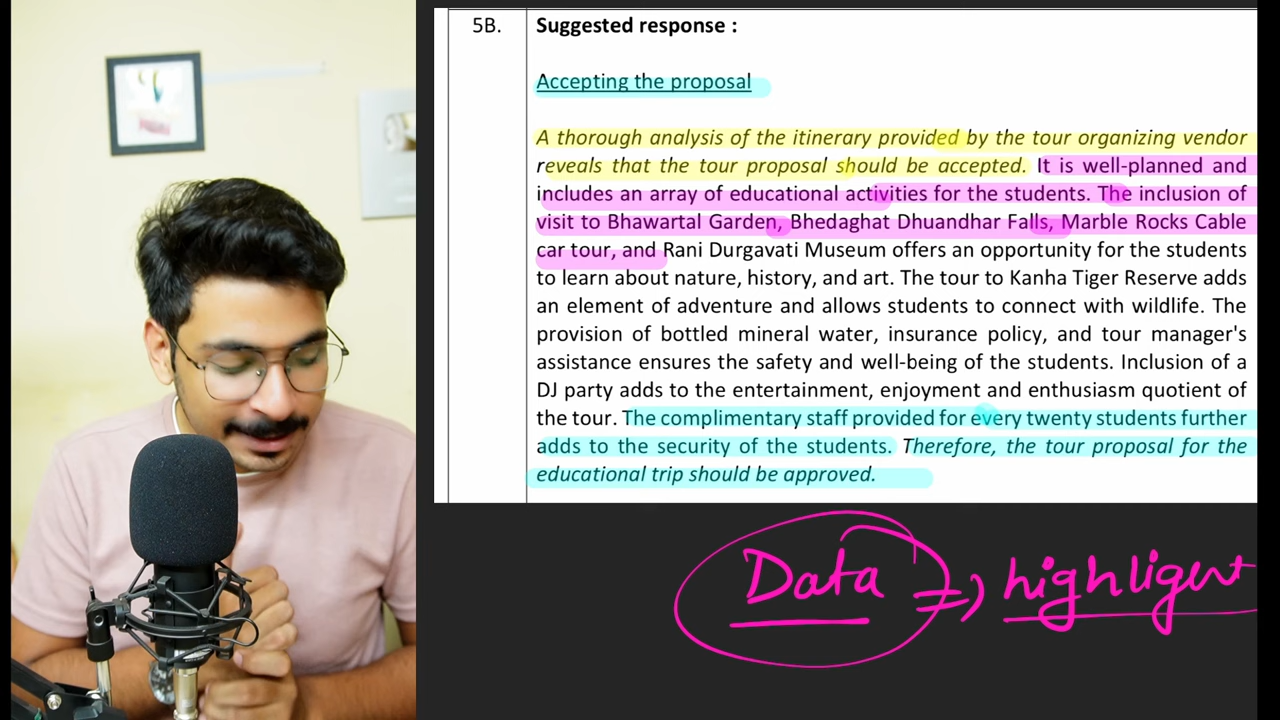 5B.
Suggested response :
Accepting the proposal
A thorough analysis of the itinerary provided by the tour organizing vendor
reveals that the tour proposal should be accepted. It is well-planned and
includes an array of educational activities for the students. The inclusion of
visit to Bhawartal Garden, Bhedaghat Dhuandhar Falls, Marble Rocks Cable
car tour, and Rani Durgavati Museum offers an opportunity for the students
to learn about nature, history, and art. The tour to Kanha Tiger Reserve adds
an element of adventure and allows students to connect with wildlife. The
provision of bottled mineral water, insurance policy, and tour manager's
assistance ensures the safety and well-being of the students. Inclusion of a
DJ party adds to the entertainment, enjoyment and enthusiasm quotient of
the tour. The complimentary staff provided for every twenty students further
adds to the security of the students. Therefore, the tour proposal for the
educational trip should be approved.
Data => highlight